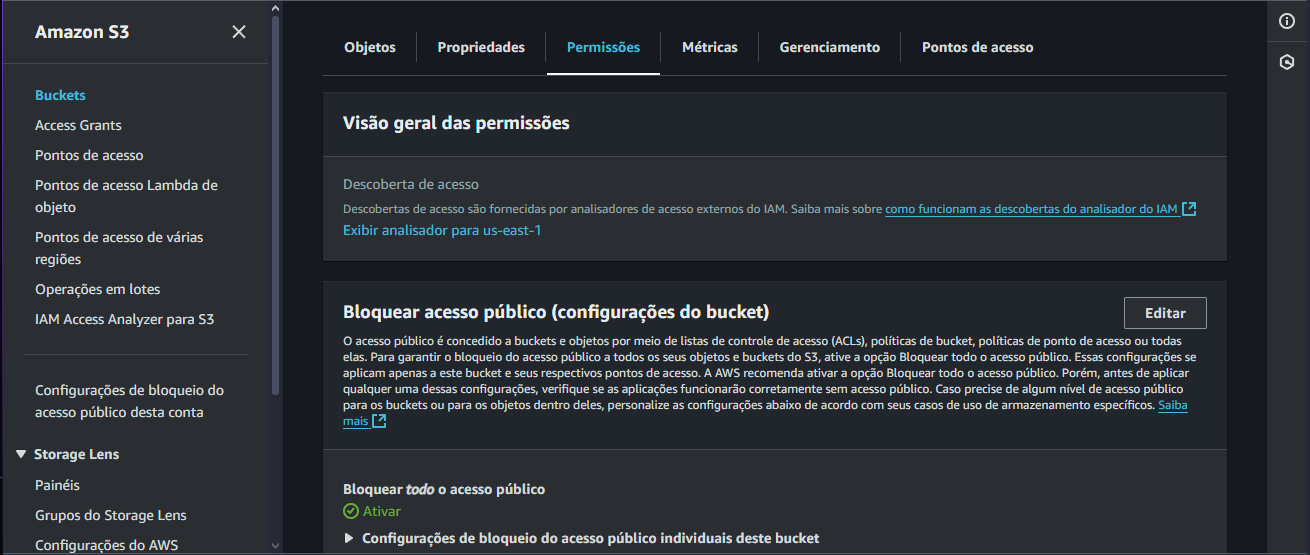 Amazon S3
Buckets
Access Grants
Pontos de acesso
Pontos de acesso Lambda de
objeto
Pontos de acesso de várias
regiões
Operações em lotes
IAM Access Analyzer para S3
Configurações de bloqueio do
acesso público desta conta
Storage Lens
Painéis
Grupos do Storage Lens
Configurações do AWS
Objetos
Propriedades
Permissões
Métricas
Gerenciamento
Pontos de acesso
Visão geral das permissões
Descoberta de acesso
Descobertas de acesso são fornecidas por analisadores de acesso externos do IAM. Saiba mais sobre como funcionam as descobertas do analisador do IAM
Exibir analisador para us-east-1
Bloquear acesso público (configurações do bucket)
Editar
O acesso público é concedido a buckets e objetos por meio de listas de controle de acesso (ACLs), políticas de bucket, políticas de ponto de acesso ou todas
elas. Para garantir o bloqueio do acesso público a todos os seus objetos e buckets do S3, ative a opção Bloquear todo o acesso público. Essas configurações se
aplicam apenas a este bucket e seus respectivos pontos de acesso. A AWS recomenda ativar a opção Bloquear todo o acesso público. Porém, antes de aplicar
qualquer uma dessas configurações, verifique se as aplicações funcionarão corretamente sem acesso público. Caso precise de algum nível de acesso público
para os buckets ou para os objetos dentro deles, personalize as configurações abaixo de acordo com seus casos de uso de armazenamento específicos. Saiba
mais
Bloquear todo o acesso público
Ativar
Configurações de bloqueio do acesso público individuais deste bucket